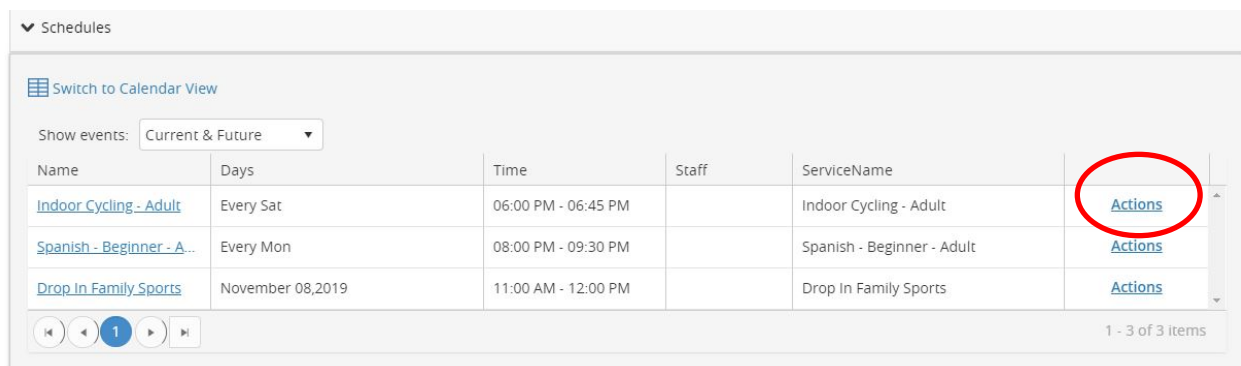 Schedules
Switch to Calendar View
Show events: Current & Future
Name Days Time Staff ServiceName
Indoor Cycling - Adult Every Sat 06:00 PM - 06:45 PM Indoor Cycling - Adult Actions
Spanish - Beginner - A... Every Mon 08:00 PM - 09:30 PM Spanish - Beginner - Adult Actions
Drop In Family Sports November 08,2019 11:00 AM - 12:00 PM Drop In Family Sports Actions
1 1 - 3 of 3 items